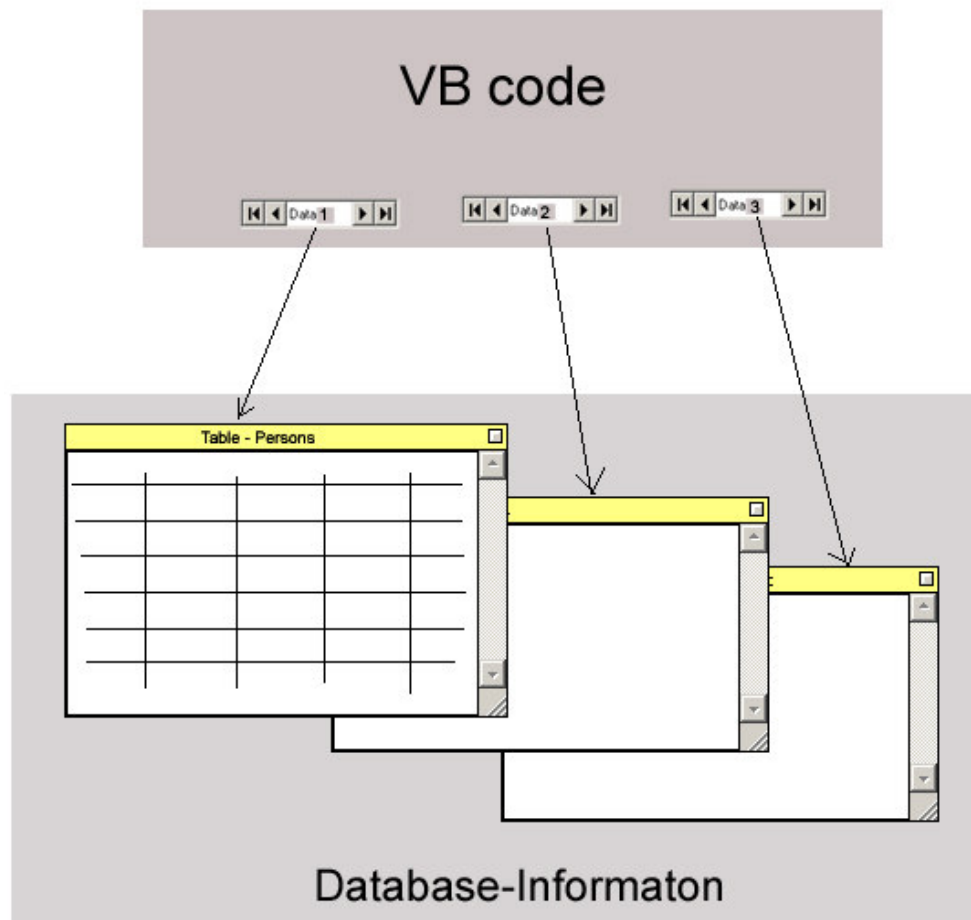 VB code
Data 1
Data 2
Data 3
Table - Persons
Database-Informaton